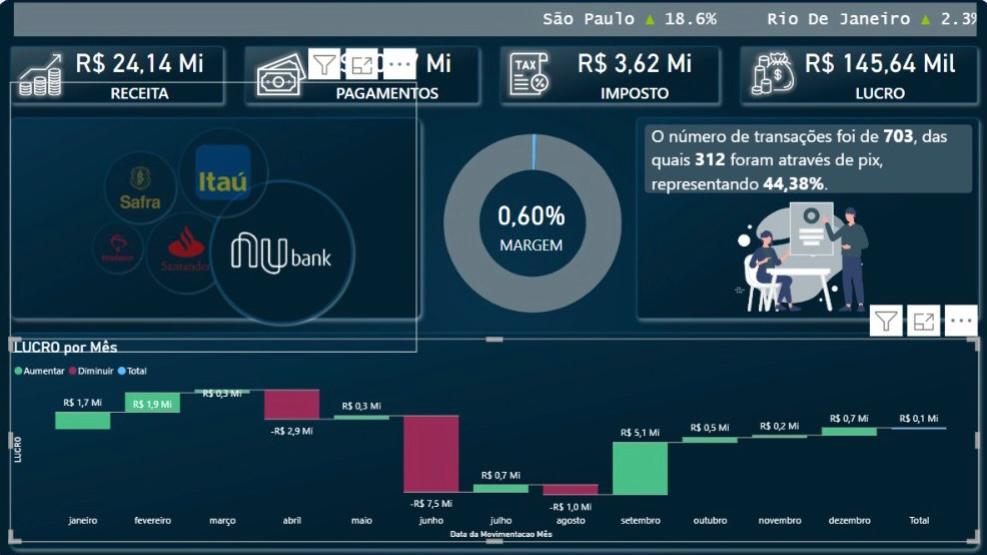 São Paulo ▲ 18.6% Rio De Janeiro ▲ 2.3%
R$ 24,14 Mi
RECEITA
Mi
PAGAMENTOS
TAX
R$ 3,62 Mi
IMPOSTO
R$ 145,64 Mil
LUCRO
Safra
Itaú
Santander
nu bank
0,60%
MARGEM
O número de transações foi de 703, das
quais 312 foram através de pix,
representando 44,38%.
LUCRO por Mês
Aumentar Diminuir Total
LUCRO
R$ 1,7 Mi R$ 1,9 Mi R$ 0,3 Mi -R$ 2,9 Mi R$ 0,3 Mi -R$ 7,5 Mi R$ 0,7 Mi -R$ 1,0 Mi R$ 5,1 Mi R$ 0,5 Mi R$ 0,2 Mi R$ 0,7 Mi R$ 0,1 Mi
janeiro fevereiro março abril maio junho julho agosto setembro outubro novembro dezembro Total
Data da Movimentacao Mês